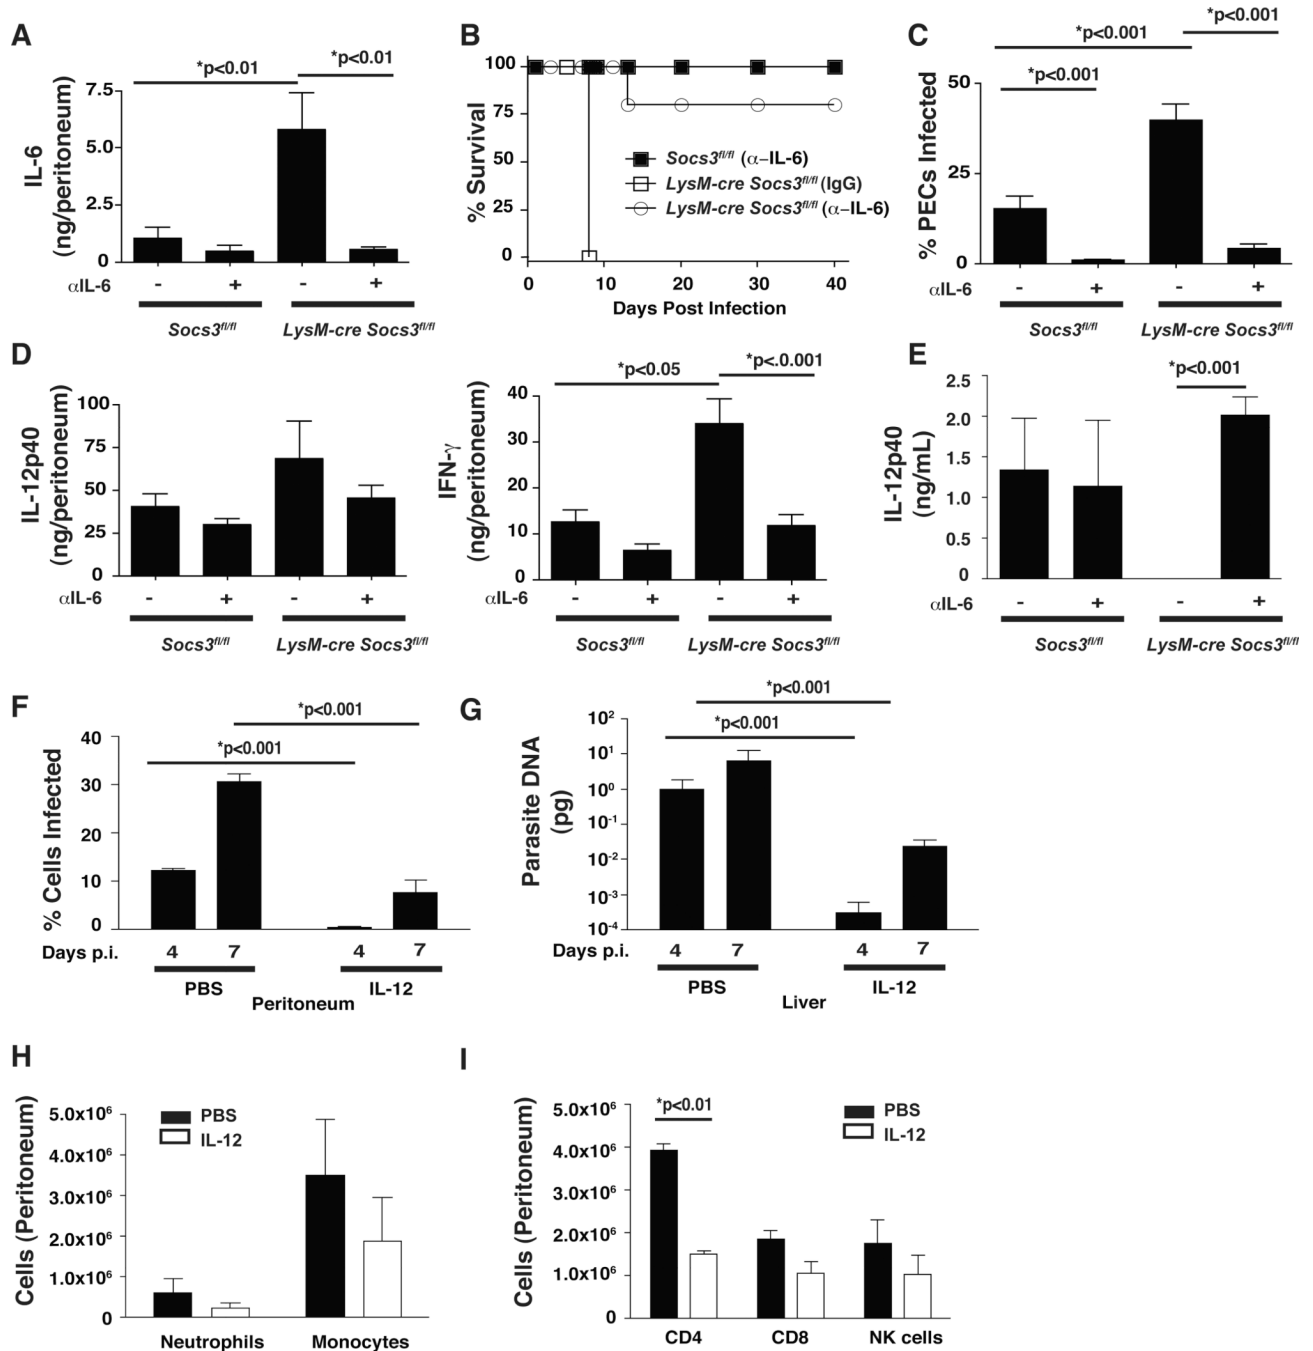 A
*p<0.01
*p<0.01
IL-6
(ng/peritoneum)
7.5
5.0
2.5
0
αIL-6 - + - +
Socs3fl/fl LysM-cre Socs3fl/fl
B
% Survival
100
75
50
25
0
Socs3fl/fl (α–IL-6)
LysM-cre Socs3fl/fl (IgG)
LysM-cre Socs3fl/fl (α–IL-6)
0 10 20 30 40
Days Post Infection
C
*p<0.001
*p<0.001
*p<0.001
% PECs Infected
50
25
0
αIL-6 - + - +
Socs3fl/fl LysM-cre Socs3fl/fl
D
IL-12p40
(ng/peritoneum)
100
75
50
25
0
αIL-6 - + - +
Socs3fl/fl LysM-cre Socs3fl/fl
*p<0.05
*p<.0.001
IFN-γ
(ng/peritoneum)
40
30
20
10
0
αIL-6 - + - +
Socs3fl/fl LysM-cre Socs3fl/fl
E
*p<0.001
IL-12p40
(ng/mL)
2.5
2.0
1.5
1.0
0.5
0
αIL-6 - + - +
Socs3fl/fl LysM-cre Socs3fl/fl
F
*p<0.001
*p<0.001
% Cells Infected
40
30
20
10
0
Days p.i. 4 7 4 7
PBS IL-12
Peritoneum
G
*p<0.001
*p<0.001
Parasite DNA
(pg)
10²
10¹
10⁰
10⁻¹
10⁻²
10⁻³
10⁻⁴
Days p.i. 4 7 4 7
PBS IL-12
Liver
H
Cells (Peritoneum)
5.0x10⁶
4.0x10⁶
3.0x10⁶
2.0x10⁶
1.0x10⁶
0
PBS
IL-12
Neutrophils Monocytes
I
Cells (Peritoneum)
5.0x10⁶
4.0x10⁶
3.0x10⁶
2.0x10⁶
1.0x10⁶
0
*p<0.01
PBS
IL-12
CD4 CD8 NK cells